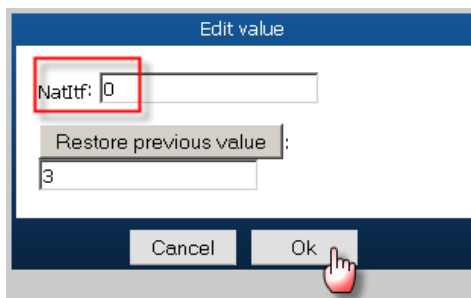 Edit value
NatItf: 0
Restore previous value :
3
Cancel Ok